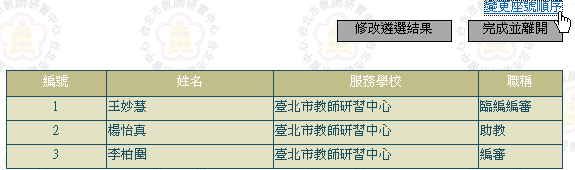 變更座號順序
修改遴選結果 完成並離開
編號 姓名 服務學校 職稱
1 王妙慧 臺北市教師研習中心 臨編編審
2 楊怡真 臺北市教師研習中心 助教
3 李柏圍 臺北市教師研習中心 編審